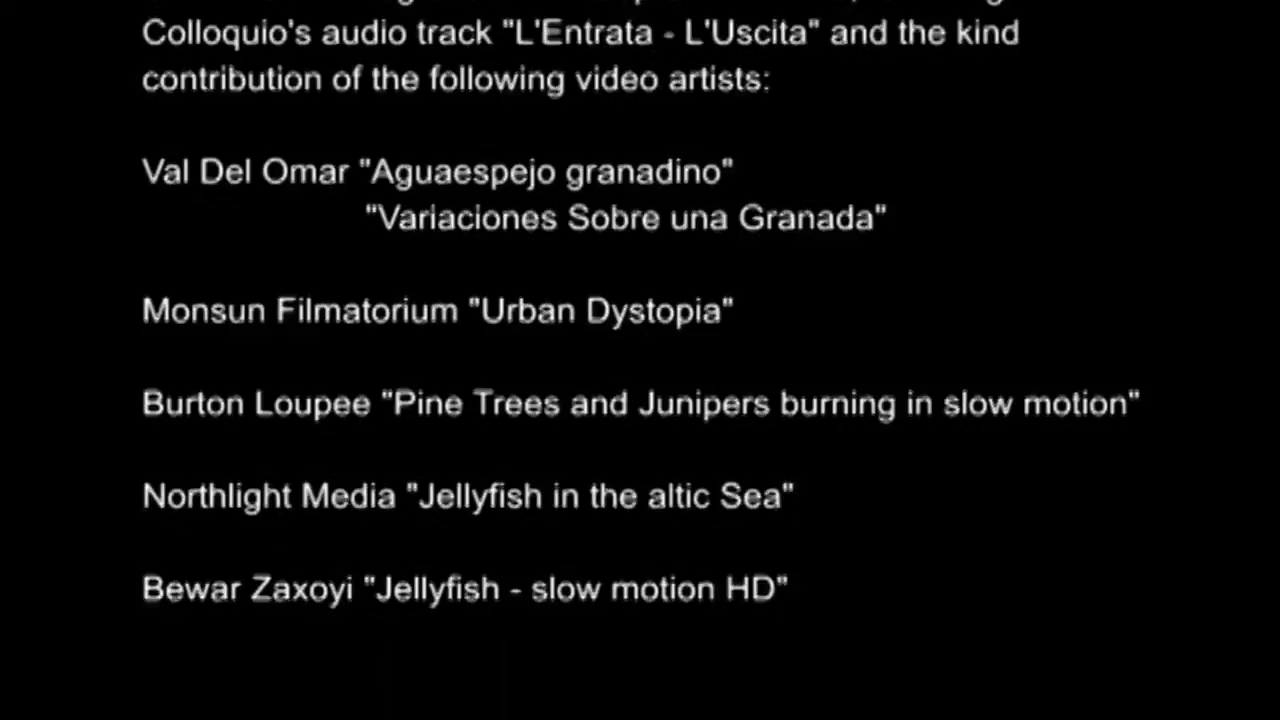 Colloquio's audio track "L'Entrata - L'Uscita" and the kind
contribution of the following video artists:
Val Del Omar "Aguaespejo granadino"
"Variaciones Sobre una Granada"
Monsun Filmatorium "Urban Dystopia"
Burton Loupee "Pine Trees and Junipers burning in slow motion"
Northlight Media "Jellyfish in the altic Sea"
Bewar Zaxoyi "Jellyfish - slow motion HD"